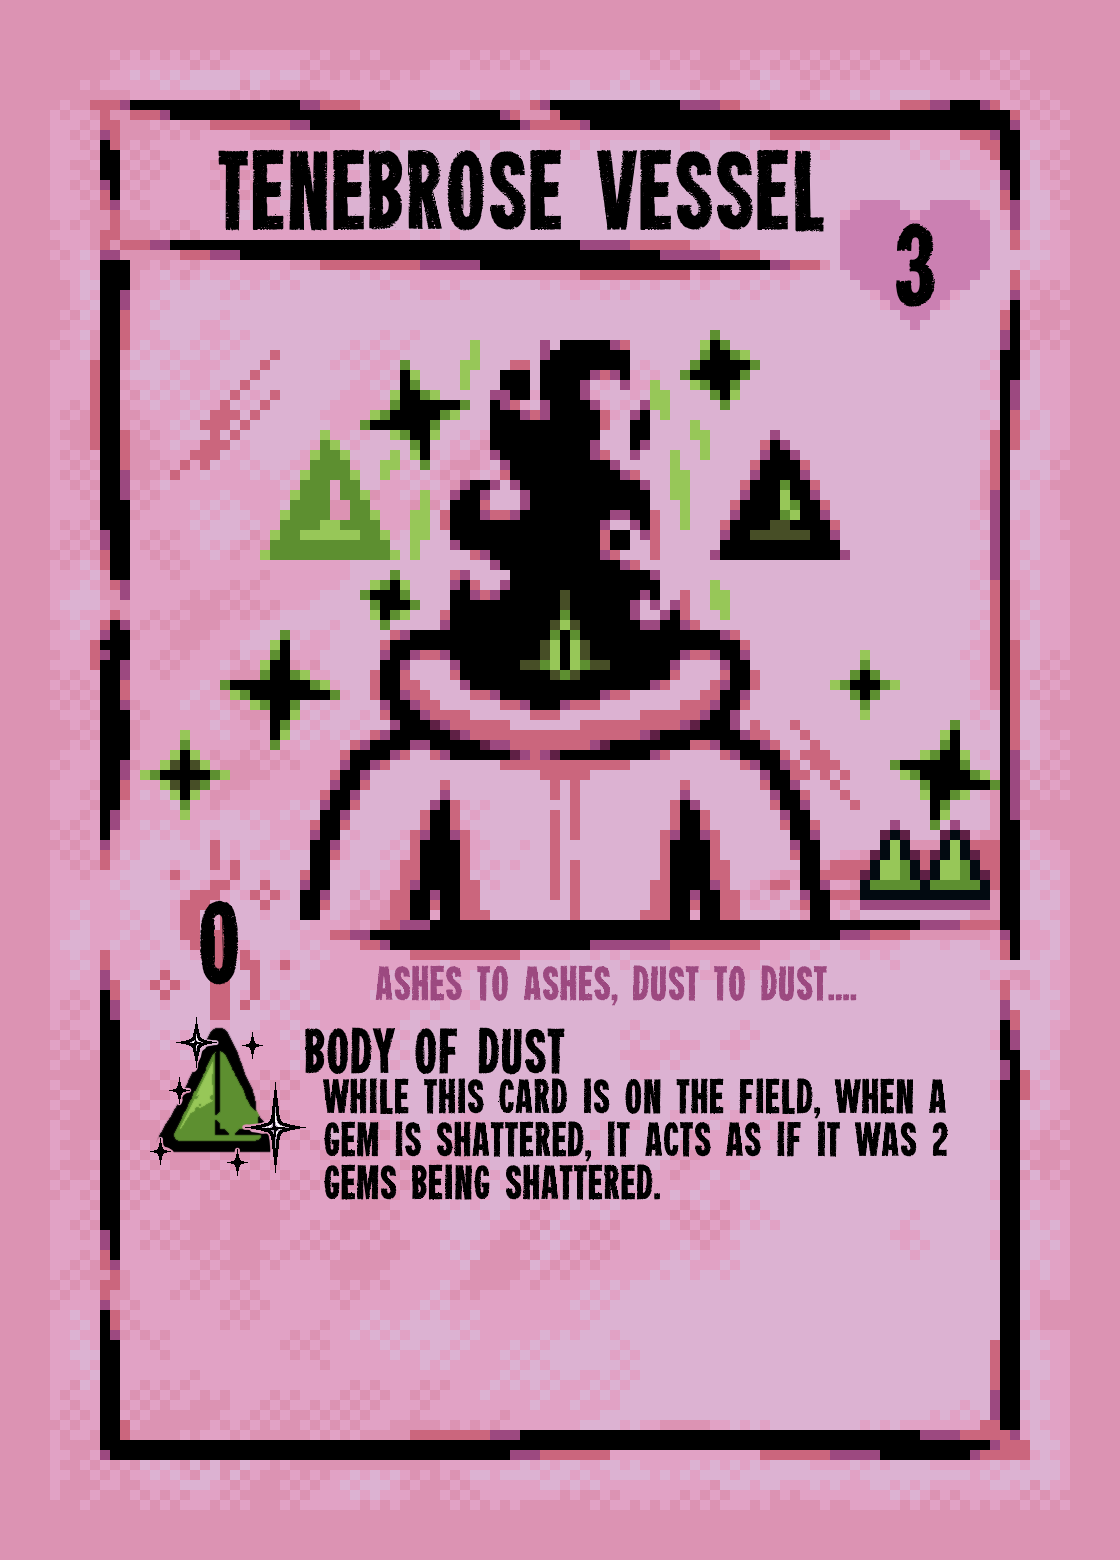 TENEBROSE VESSEL
3
0
ASHES TO ASHES, DUST TO DUST....
BODY OF DUST
WHILE THIS CARD IS ON THE FIELD, WHEN A
GEM IS SHATTERED, IT ACTS AS IF IT WAS 2
GEMS BEING SHATTERED.